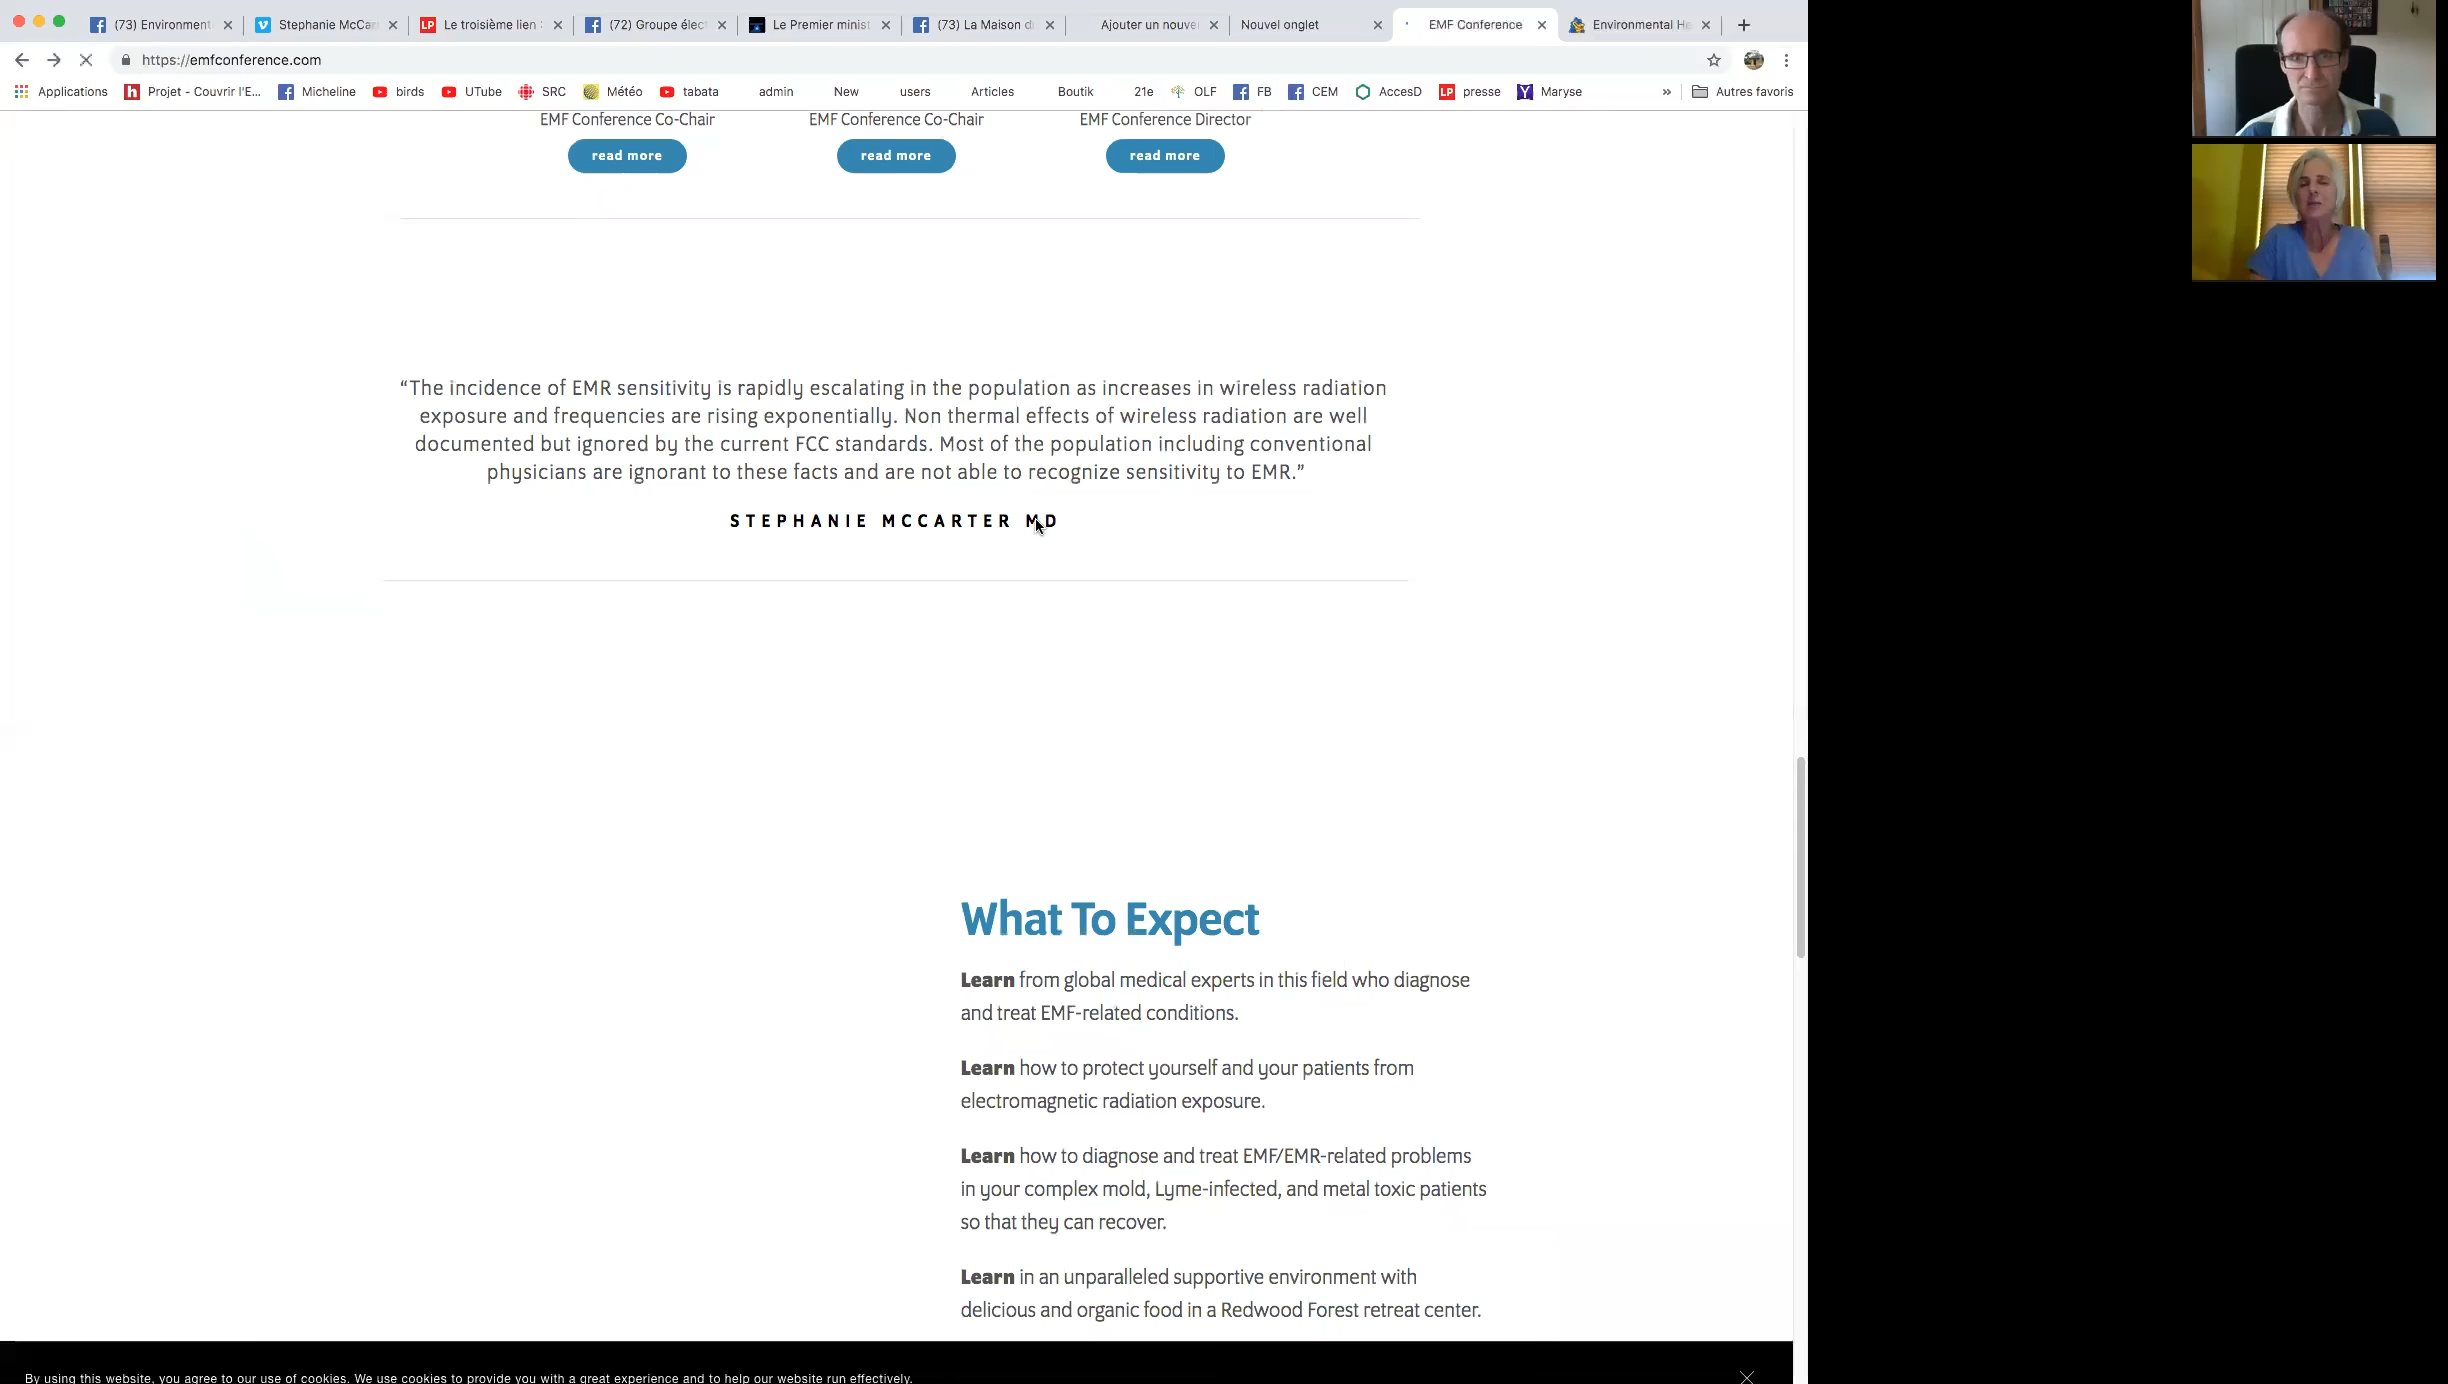 (73) Environment
Stephanie McCa
Le troisième lien
(72) Groupe élect
Le Premier minist
(73) La Maison d
Ajouter un nouve
Nouvel onglet
EMF Conference
Environmental He
https://emfconference.com
Applications
Projet - Couvrir l'E...
Micheline
birds
UTube
SRC
Météo
tabata
admin
New
users
Articles
Boutik
21e
OLF
FB
CEM
AccesD
LP presse
Maryse
»
Autres favoris
EMF Conference Co-Chair
EMF Conference Co-Chair
EMF Conference Director
read more
read more
read more
“The incidence of EMR sensitivity is rapidly escalating in the population as increases in wireless radiation
exposure and frequencies are rising exponentially. Non thermal effects of wireless radiation are well
documented but ignored by the current FCC standards. Most of the population including conventional
physicians are ignorant to these facts and are not able to recognize sensitivity to EMR.”
STEPHANIE MCCARTER MD
What To Expect
Learn from global medical experts in this field who diagnose
and treat EMF-related conditions.
Learn how to protect yourself and your patients from
electromagnetic radiation exposure.
Learn how to diagnose and treat EMF/EMR-related problems
in your complex mold, Lyme-infected, and metal toxic patients
so that they can recover.
Learn in an unparalleled supportive environment with
delicious and organic food in a Redwood Forest retreat center.
By using this website, you agree to our use of cookies. We use cookies to provide you with a great experience and to help our website run effectively.